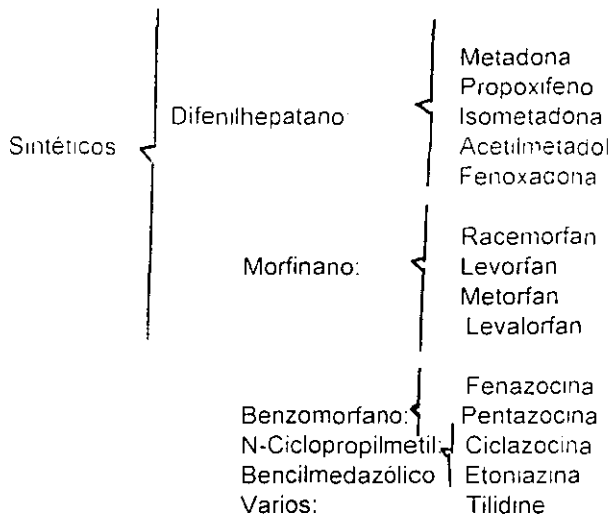 Sintéticos
Difenilhepatano
Metadona
Propoxifeno
Isometadona
Acetilmetadol
Fenoxadona
Morfinano:
Racemorfan
Levorfan
Metorfan
Levalorfan
Benzomorfano:
Fenazocina
Pentazocina
N-Ciclopropilmetil:
Ciclazocina
Bencilmedazólico
Etoniazina
Varios:
Tilidine